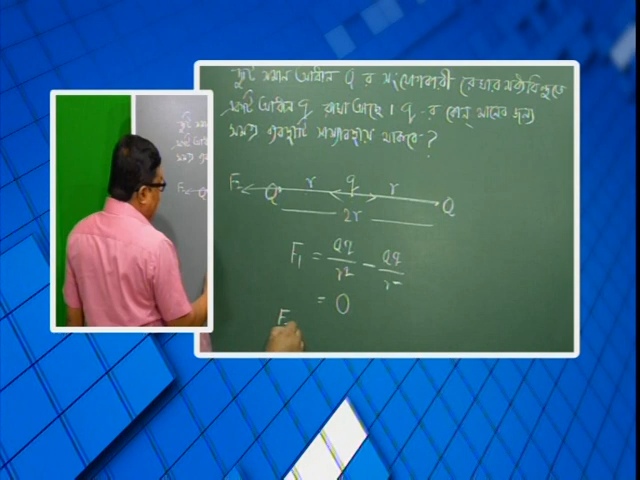 দুটি সমান আধান Q র সংযোগকারী রেখার মধ্যবিন্দুতে
একটি আধান q রাখা আছে। q -র কোন্ মানের জন্য
সমগ্র ব্যবস্থাটি সাম্যাবস্থায় থাকবে?
F ← Q r q r Q
2r
F₁ = Qq/r² − Qq/r²
= 0
F